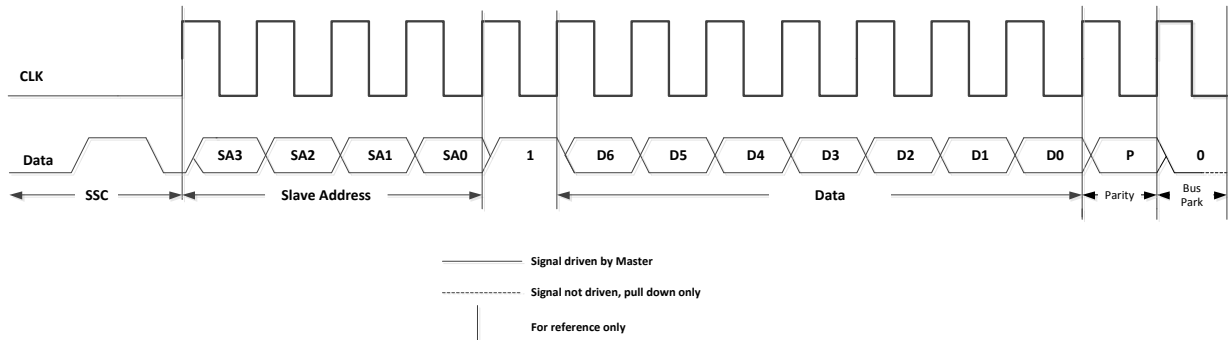 CLK
Data
SA3 SA2 SA1 SA0 1 D6 D5 D4 D3 D2 D1 D0 P 0
SSC
Slave Address
Data
Parity
Bus
Park
Signal driven by Master
Signal not driven, pull down only
For reference only